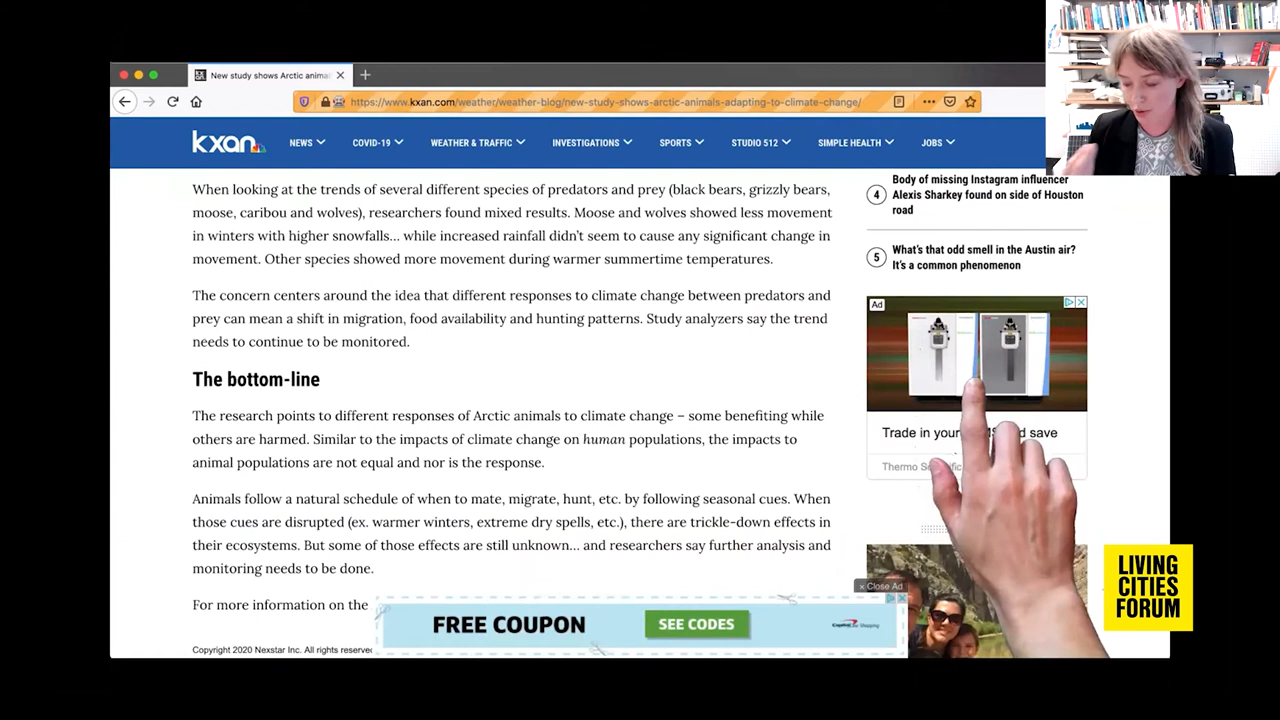 New study shows Arctic anima
https://www.kxan.com/weather/weather-blog/new-study-shows-arctic-animals-adapting-to-climate-change/
kxan
NEWS
COVID-19
WEATHER & TRAFFIC
INVESTIGATIONS
SPORTS
STUDIO 512
SIMPLE HEALTH
JOBS
When looking at the trends of several different species of predators and prey (black bears, grizzly bears,
moose, caribou and wolves), researchers found mixed results. Moose and wolves showed less movement
in winters with higher snowfalls… while increased rainfall didn't seem to cause any significant change in
movement. Other species showed more movement during warmer summertime temperatures.
The concern centers around the idea that different responses to climate change between predators and
prey can mean a shift in migration, food availability and hunting patterns. Study analyzers say the trend
needs to continue to be monitored.
The bottom-line
The research points to different responses of Arctic animals to climate change – some benefiting while
others are harmed. Similar to the impacts of climate change on human populations, the impacts to
animal populations are not equal and nor is the response.
Animals follow a natural schedule of when to mate, migrate, hunt, etc. by following seasonal cues. When
those cues are disrupted (ex. warmer winters, extreme dry spells, etc.), there are trickle-down effects in
their ecosystems. But some of those effects are still unknown… and researchers say further analysis and
monitoring needs to be done.
For more information on the
Copyright 2020 Nexstar Inc. All rights reserved
4
Body of missing Instagram influencer
Alexis Sharkey found on side of Houston
road
5
What's that odd smell in the Austin air?
It's a common phenomenon
Ad
Trade in your
and save
Thermo
× Close Ad
FREE COUPON
SEE CODES
LIVING
CITIES
FORUM